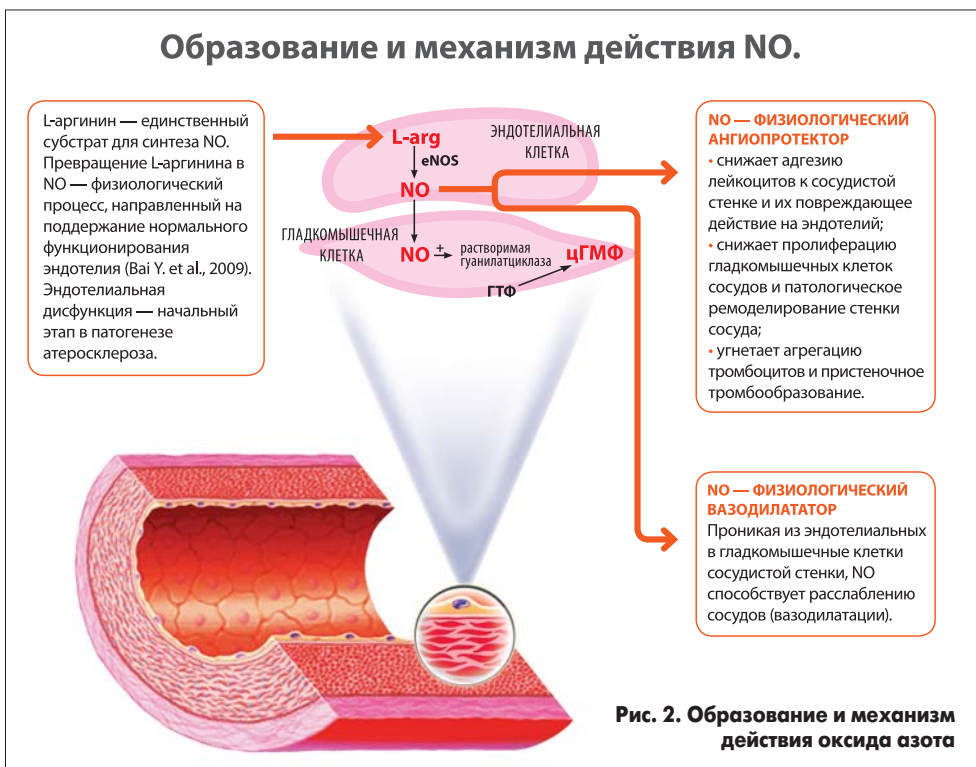 Образование и механизм действия NO.
L-аргинин — единственный
субстрат для синтеза NO.
Превращение L-аргинина в
NO — физиологический
процесс, направленный на
поддержание нормального
функционирования
эндотелия (Bai Y. et al., 2009).
Эндотелиальная
дисфункция — начальный
этап в патогенезе
атеросклероза.
L-arg
eNOS
NO
ЭНДОТЕЛИАЛЬНАЯ
КЛЕТКА
ГЛАДКОМЫШЕЧНАЯ
КЛЕТКА
NO
+
растворимая
гуанилатциклаза
цГМФ
ГТФ
NO — ФИЗИОЛОГИЧЕСКИЙ
АНГИОПРОТЕКТОР
• снижает адгезию
лейкоцитов к сосудистой
стенке и их повреждающее
действие на эндотелий;
• снижает пролиферацию
гладкомышечных клеток
сосудов и патологическое
ремоделирование стенки
сосуда;
• угнетает агрегацию
тромбоцитов и пристеночное
тромбообразование.
NO — ФИЗИОЛОГИЧЕСКИЙ
ВАЗОДИЛАТАТОР
Проникая из эндотелиальных
в гладкомышечные клетки
сосудистой стенки, NO
способствует расслаблению
сосудов (вазодилатации).
Рис. 2. Образование и механизм
действия оксида азота